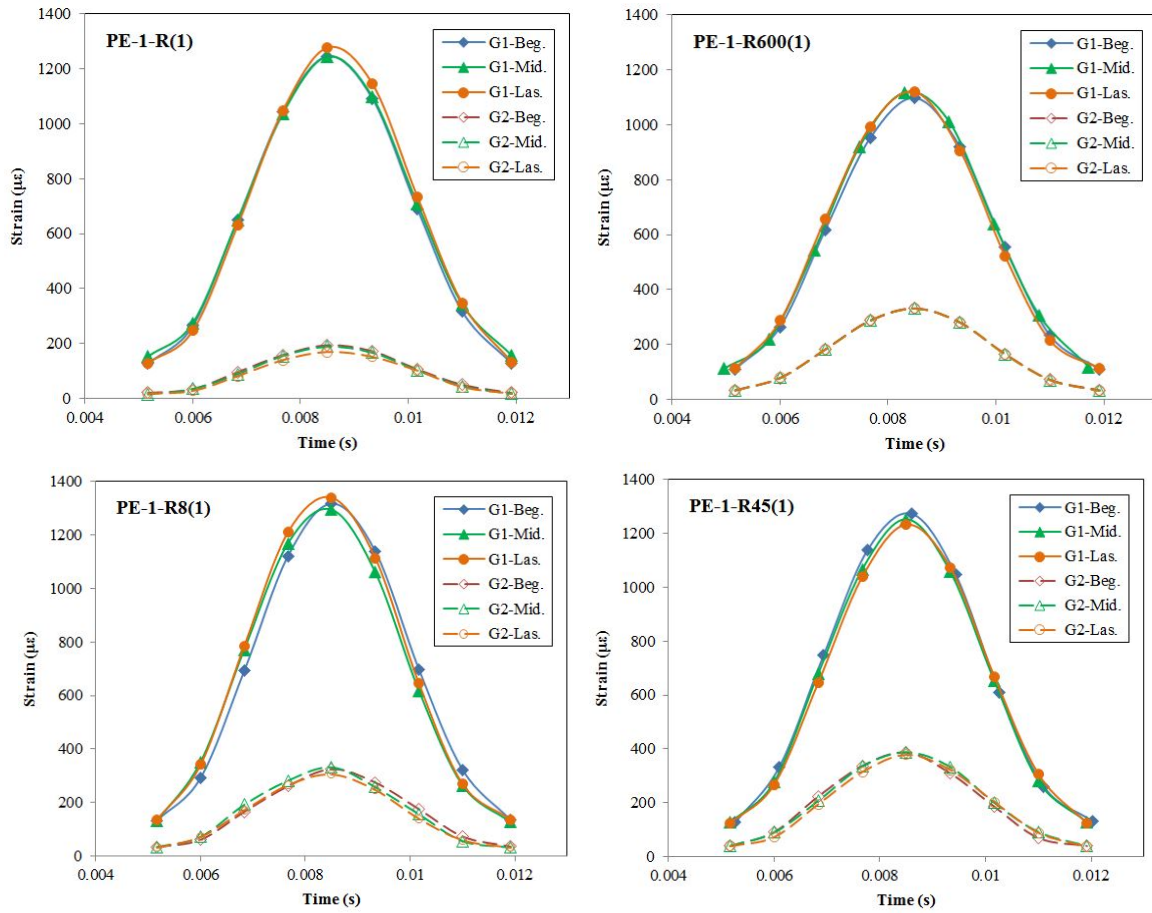 PE-1-R(1)
1400
1200
1000
800
600
400
200
0
Strain (με)
0.004 0.006 0.008 0.01 0.012
Time (s)
G1-Beg.
G1-Mid.
G1-Las.
G2-Beg.
G2-Mid.
G2-Las.
PE-1-R600(1)
1400
1200
1000
800
600
400
200
0
Strain (με)
0.004 0.006 0.008 0.01 0.012
Time (s)
G1-Beg.
G1-Mid.
G1-Las.
G2-Beg.
G2-Mid.
G2-Las.
PE-1-R8(1)
1400
1200
1000
800
600
400
200
0
Strain (με)
0.004 0.006 0.008 0.01 0.012
Time (s)
G1-Beg.
G1-Mid.
G1-Las.
G2-Beg.
G2-Mid.
G2-Las.
PE-1-R45(1)
1400
1200
1000
800
600
400
200
0
Strain (με)
0.004 0.006 0.008 0.01 0.012
Time (s)
G1-Beg.
G1-Mid.
G1-Las.
G2-Beg.
G2-Mid.
G2-Las.